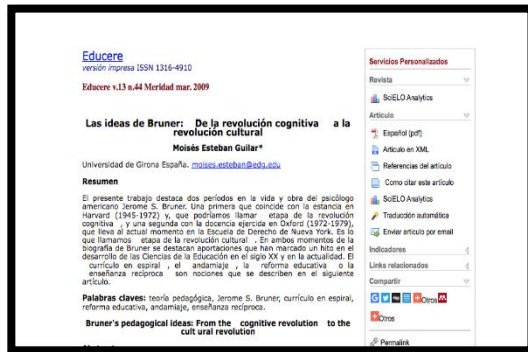 Educere
versión impresa ISSN 1316-4910
Educere v.13 n.44 Meridad mar. 2009
Las ideas de Bruner: De la revolución cognitiva a la
revolución cultural
Moisés Esteban Guilar*
Universidad de Girona España. moises.esteban@edg.edu
Resumen
El presente trabajo destaca dos períodos en la vida y obra del psicólogo
americano Jerome S. Bruner. Una primera que coincide con la estancia en
Harvard (1945-1972) y, que podríamos llamar etapa de la revolución
cognitiva , y una segunda con la docencia ejercida en Oxford (1972-1979),
que lleva al actual momento en la Escuela de Derecho de Nueva York. Es lo
que llamamos etapa de la revolución cultural . En ambos momentos de la
biografía de Bruner se destacan aportaciones que han marcado un hito en el
desarrollo de las Ciencias de la Educación en el siglo XX y en la actualidad. El
currículo en espiral , el andamiaje , la reforma educativa o la
enseñanza recíproca son nociones que se describen en el siguiente
artículo.
Palabras claves: teoría pedagógica, Jerome S. Bruner, currículo en espiral,
reforma educativa, andamiaje, enseñanza recíproca.
Bruner's pedagogical ideas: From the cognitive revolution to the
cult ural revolution
Servicios Personalizados
Revista
SciELO Analytics
Articulo
Español (pdf)
Articulo en XML
Referencias del artículo
Como citar este artículo
SciELO Analytics
Traducción automática
Enviar articulo por email
Indicadores
Links relacionados
Compartir
Otros
Otros
Permalink